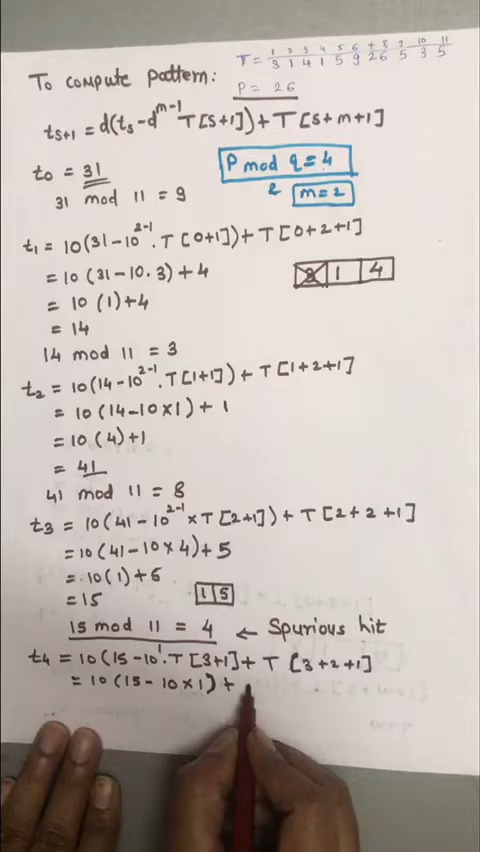 1 2 3 4 5 6 7 8 9 10 11
T = 3 1 4 1 5 9 26 5 3 5
To compute pattern:
P = 26
ts+1 = d(ts-d^m-1 T[s+1]) + T[s+m+1]
to = 31
P mod q = 4
31 mod 11 = 9
& m=2
t1 = 10(31-10^2-1. T[0+1]) + T[0+2+1]
= 10(31-10.3)+4
3 1 4
= 10(1)+4
= 14
14 mod 11 = 3
t2 = 10(14-10^2-1. T[1+1]) + T[1+2+1]
= 10(14-10×1) + 1
= 10(4)+1
= 41
41 mod 11 = 8
t3 = 10(41-10^2-1 × T[2+1]) + T[2+2+1]
= 10(41-10×4)+5
= 10(1)+5
= 15
1 5
15 mod 11 = 4 ← Spurious hit
t4 = 10(15-10^1. T[3+1] + T[3+2+1]
= 10(15-10×1) +